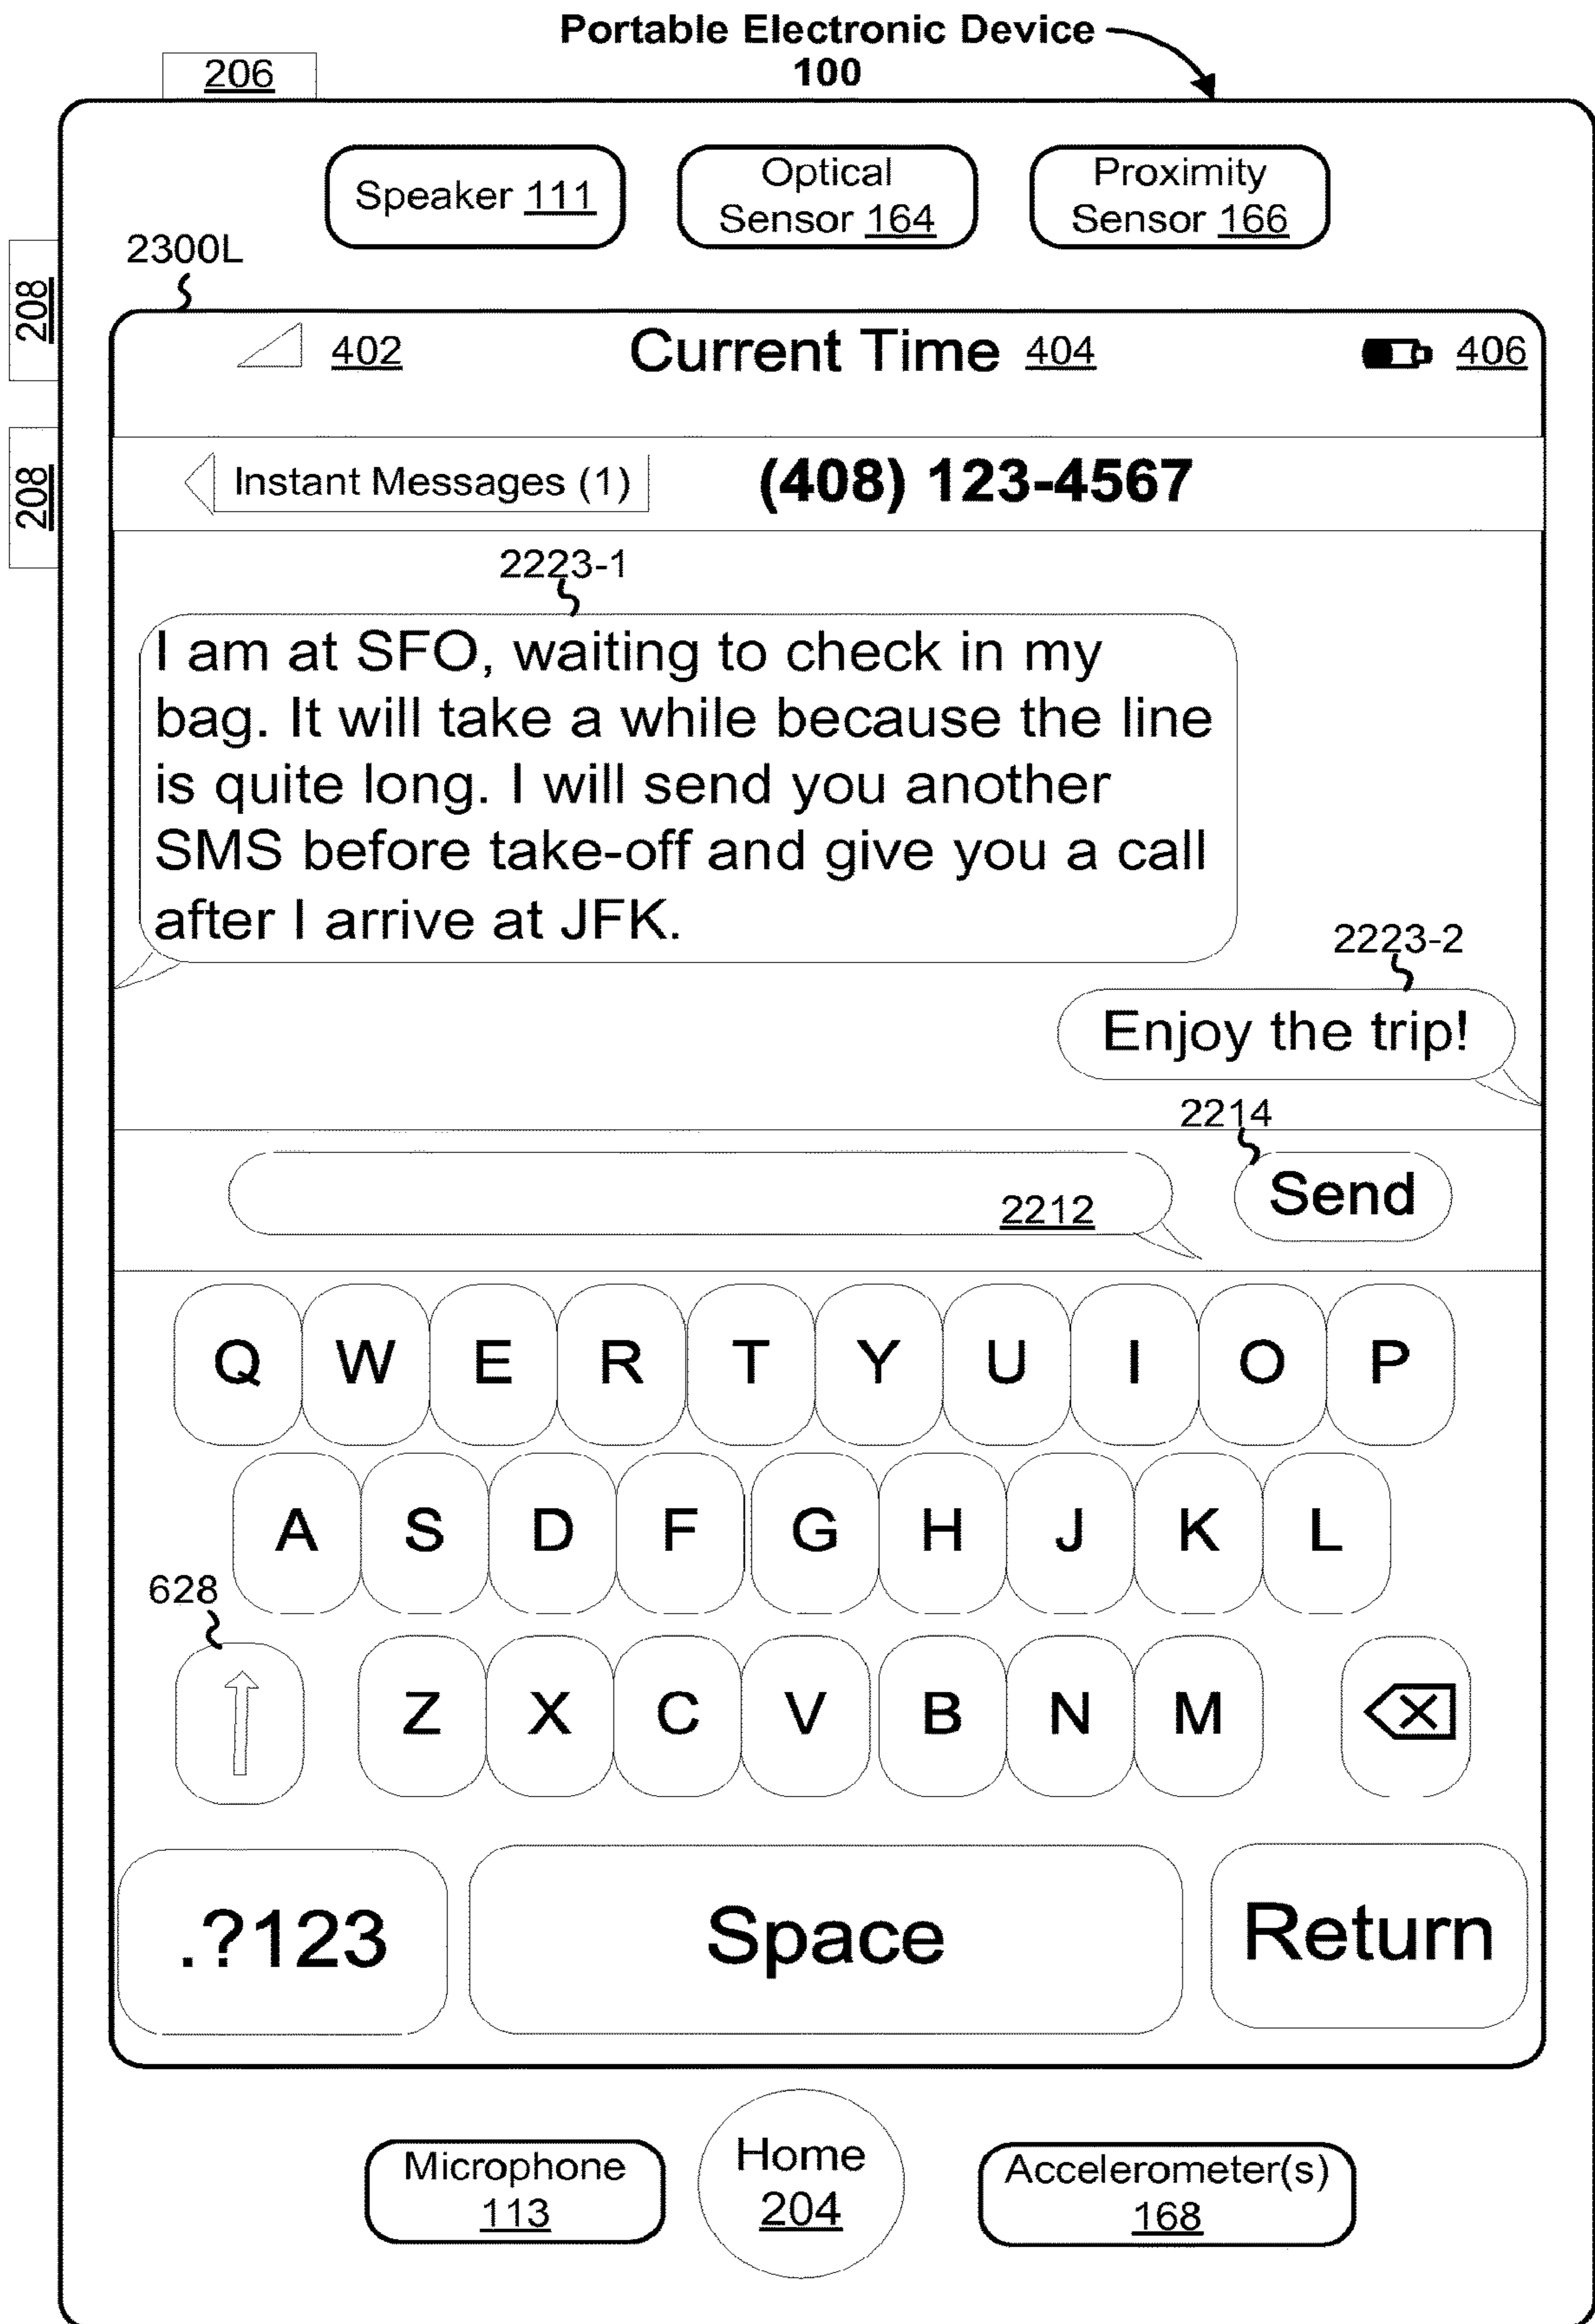 Portable Electronic Device
100
206
Speaker 111
Optical
Sensor 164
Proximity
Sensor 166
2300L
208
402
Current Time 404
406
208
Instant Messages (1)
(408) 123-4567
2223-1
I am at SFO, waiting to check in my
bag. It will take a while because the line
is quite long. I will send you another
SMS before take-off and give you a call
after I arrive at JFK.
2223-2
Enjoy the trip!
2214
2212
Send
Q W E R T Y U I O P
A S D F G H J K L
628
Z X C V B N M
.?123
Space
Return
Microphone
113
Home
204
Accelerometer(s)
168